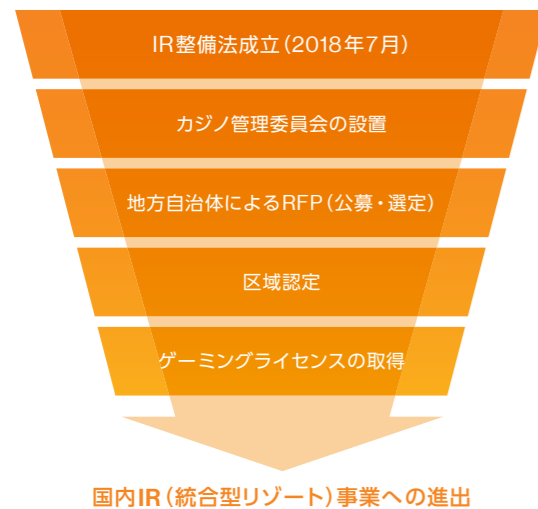 IR整備法成立(2018年7月)
カジノ管理委員会の設置
地方自治体によるRFP(公募・選定)
区域認定
ゲーミングライセンスの取得
国内IR(統合型リゾート)事業への進出